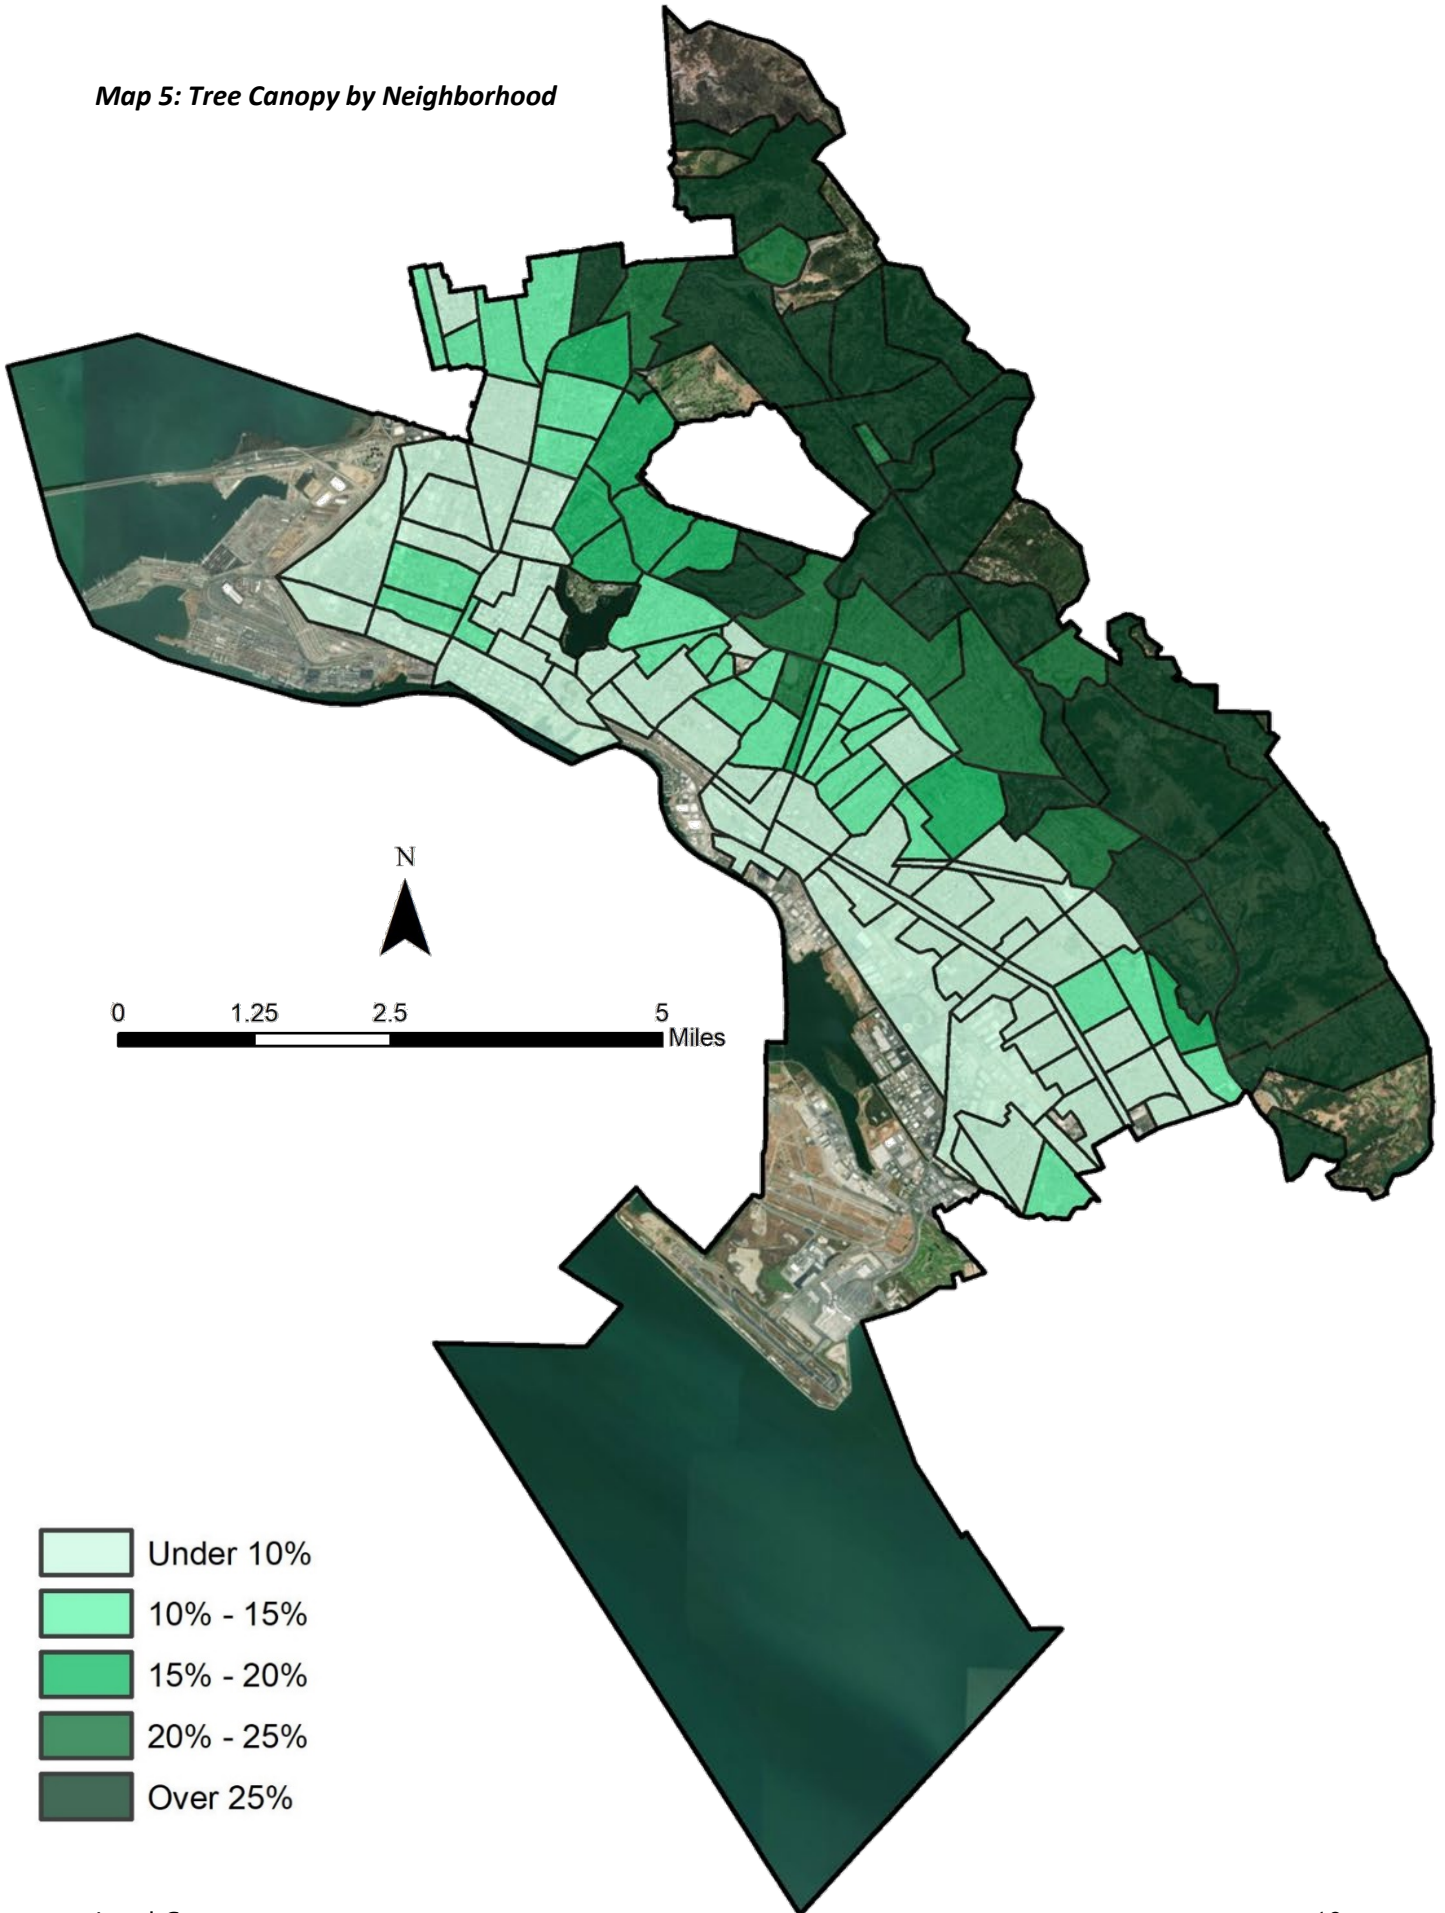 Map 5: Tree Canopy by Neighborhood
N
0 1.25 2.5 5
Miles
Under 10%
10% - 15%
15% - 20%
20% - 25%
Over 25%